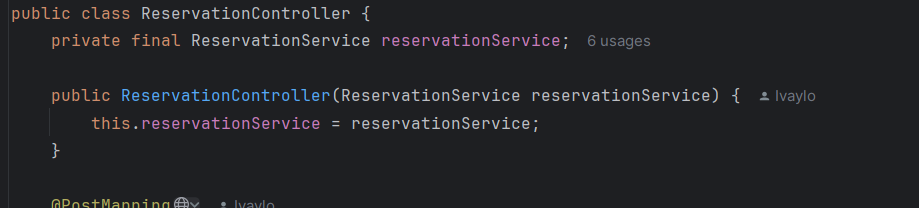 public class ReservationController {
private final ReservationService reservationService; 6 usages
public ReservationController(ReservationService reservationService) { Ivaylo
this.reservationService = reservationService;
}
@PostMapping Ivaylo